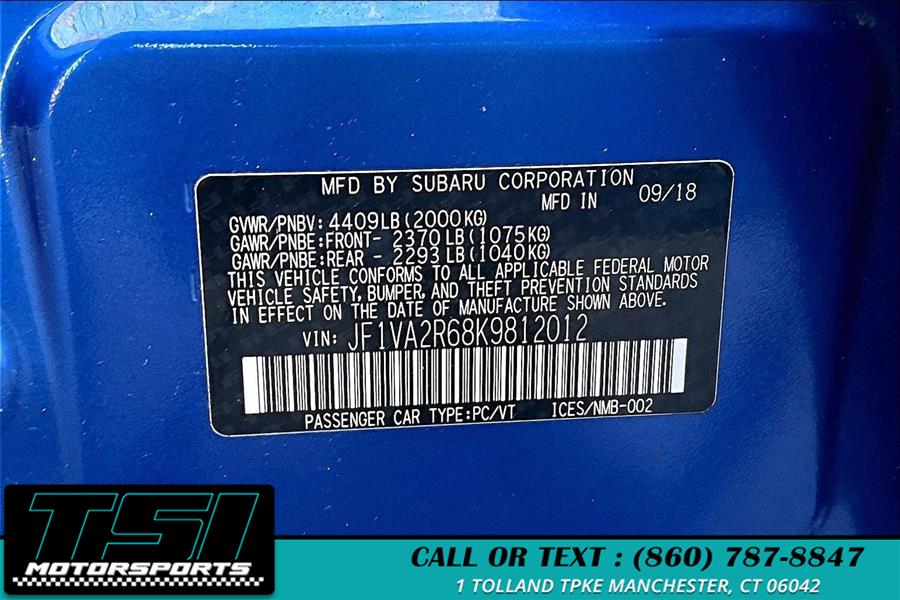 MFD BY SUBARU CORPORATION
MFD IN 09/18
GVWR/PNBV: 4409LB(2000KG)
GAWR/PNBE:FRONT- 2370LB(1075KG)
GAWR/PNBE:REAR - 2293LB(1040KG)
THIS VEHICLE CONFORMS TO ALL APPLICABLE FEDERAL MOTOR
VEHICLE SAFETY, BUMPER, AND THEFT PREVENTION STANDARDS
IN EFFECT ON THE DATE OF MANUFACTURE SHOWN ABOVE.
VIN: JF1VA2R68K9812012
PASSENGER CAR TYPE:PC/VT ICES/NMB-002
TSI
MOTORSPORTS
CALL OR TEXT : (860) 787-8847
1 TOLLAND TPKE MANCHESTER, CT 06042